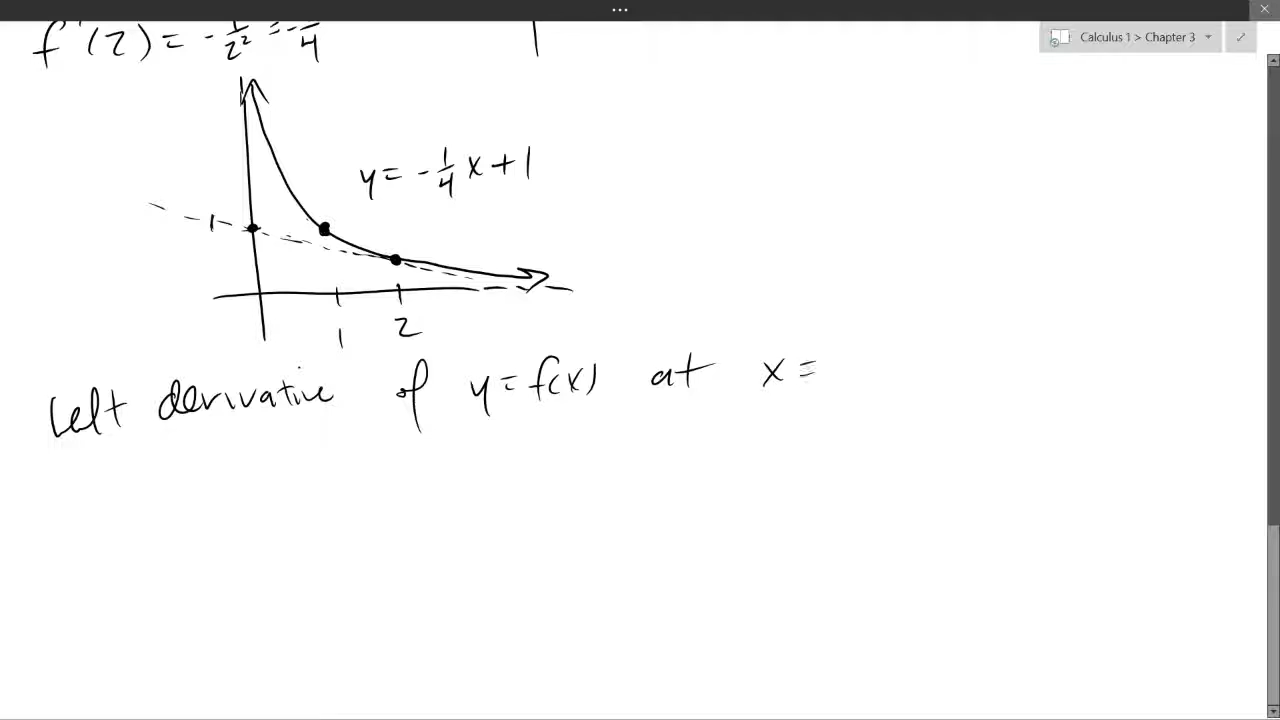 f'(2) = -1/2² = -1/4
Calculus 1 > Chapter 3
y = -1/4 x + 1
1
1
2
Left derivative of y = f(x) at x =